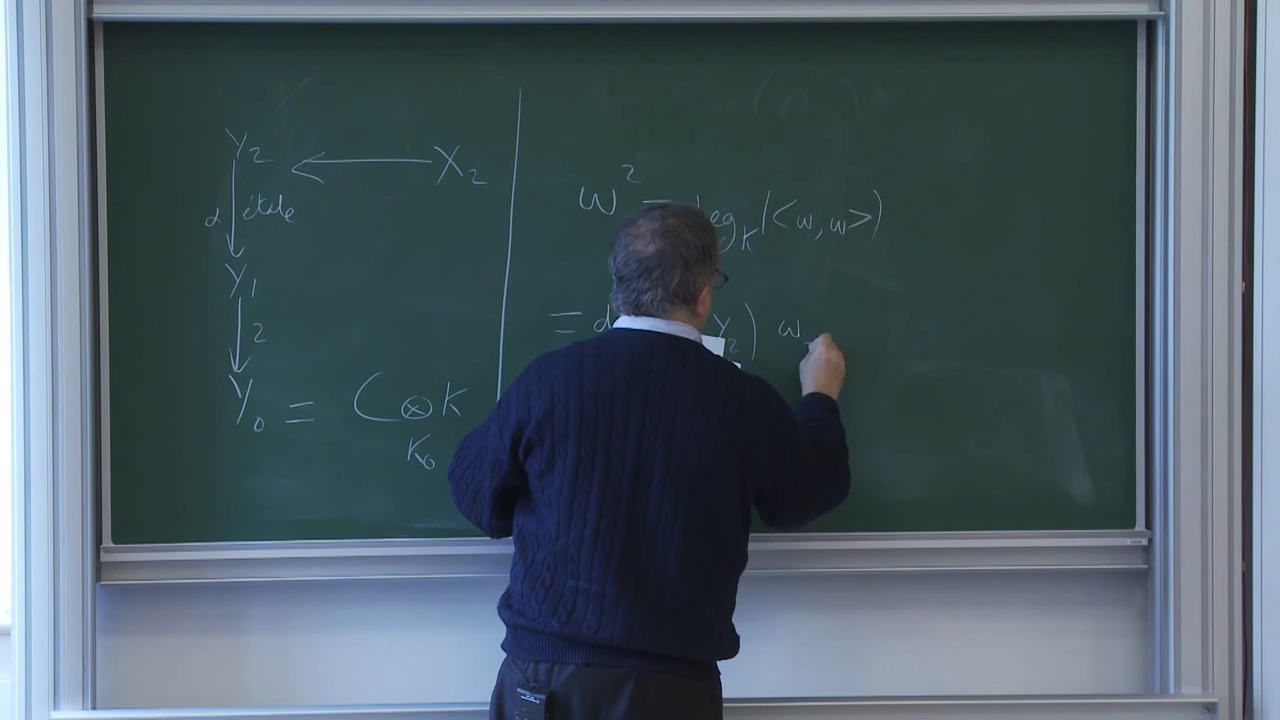 Y₂ ← X₂
α ↓ étale
Y₁
↓ 2
Y₀ = C ⊗ K
K₀
ω² = deg_K(<ω, ω>)
= d Y₂) ω